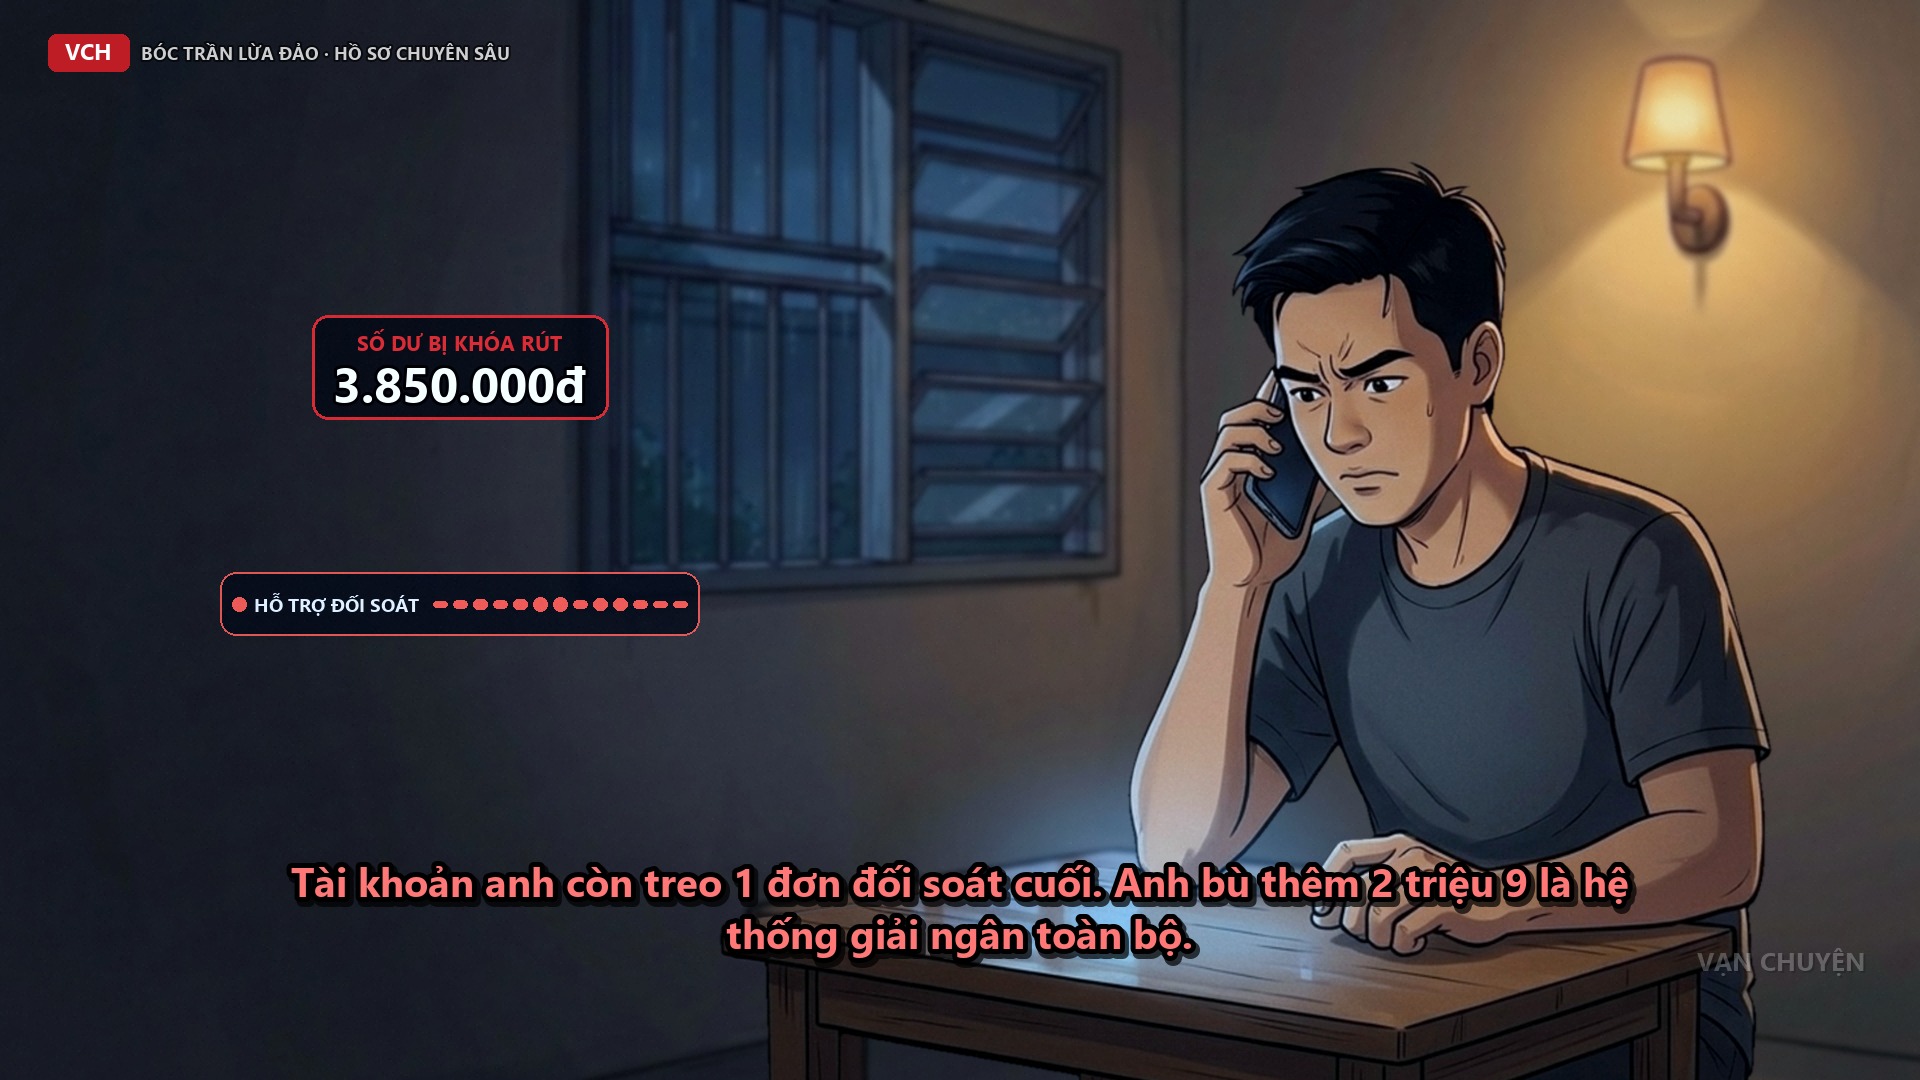 VCH BÓC TRẦN LỪA ĐẢO · HỒ SƠ CHUYÊN SÂU
SỐ DƯ BỊ KHÓA RÚT
3.850.000đ
HỖ TRỢ ĐỐI SOÁT
Tài khoản anh còn treo 1 đơn đối soát cuối. Anh bù thêm 2 triệu 9 là hệ
thống giải ngân toàn bộ.
VẠN CHUYỆN